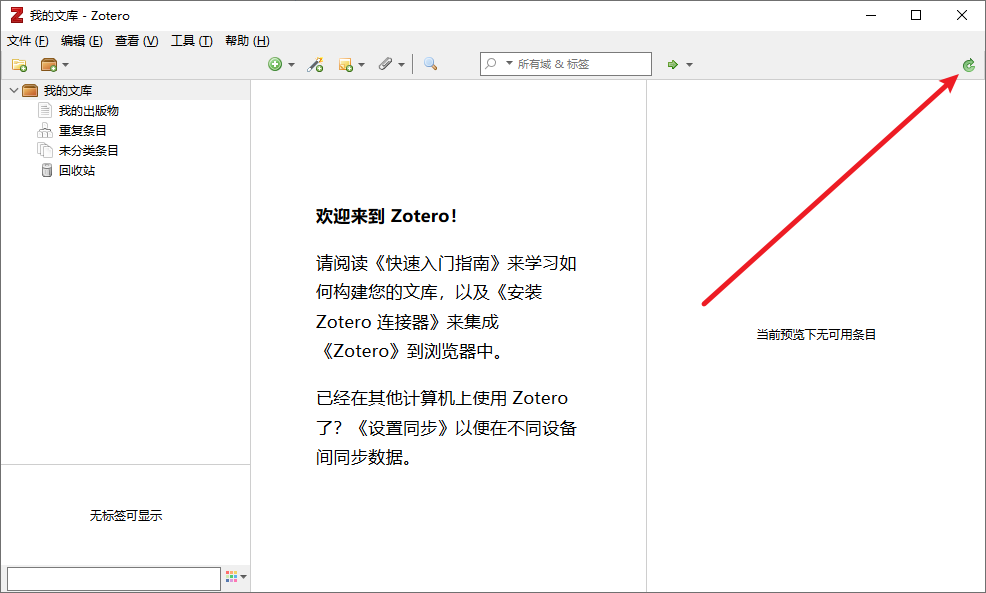 我的文库 - Zotero
文件 (F) 编辑 (E) 查看 (V) 工具 (T) 帮助 (H)
所有域 & 标签
我的文库
我的出版物
重复条目
未分类条目
回收站
无标签可显示
欢迎来到 Zotero！
请阅读《快速入门指南》来学习如
何构建您的文库，以及《安装
Zotero 连接器》来集成
《Zotero》到浏览器中。
已经在其他计算机上使用 Zotero
了？《设置同步》以便在不同设备
间同步数据。
当前预览下无可用条目